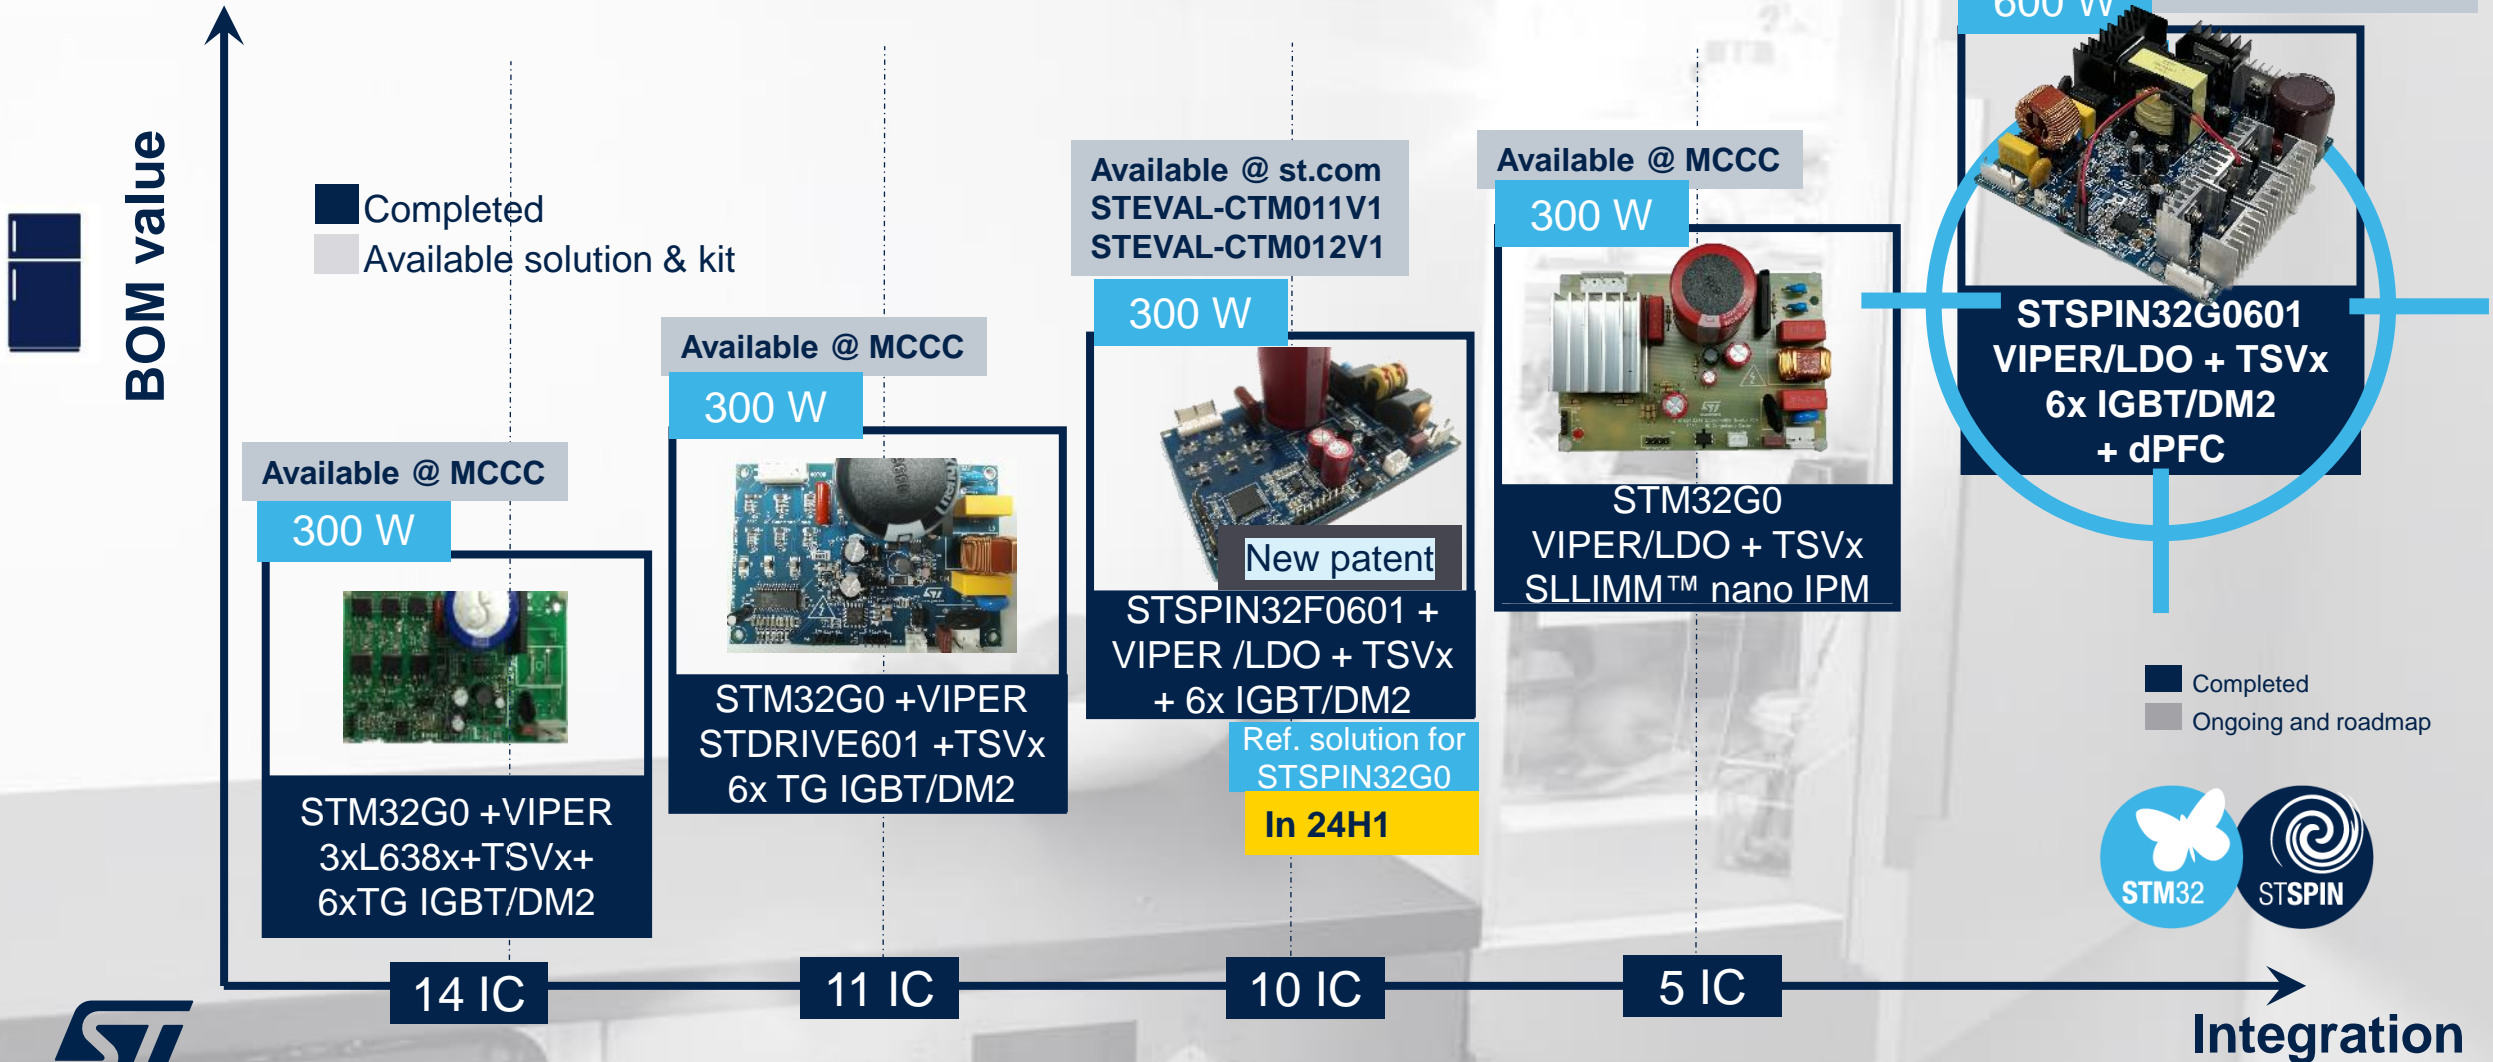 600 W
BOM value
Completed
Available solution & kit
Available @ MCCC
300 W
STM32G0 +VIPER
3xL638x+TSVx+
6xTG IGBT/DM2
Available @ MCCC
300 W
STM32G0 +VIPER
STDRIVE601 +TSVx
6x TG IGBT/DM2
Available @ st.com
STEVAL-CTM011V1
STEVAL-CTM012V1
300 W
New patent
STSPIN32F0601 +
VIPER /LDO + TSVx
+ 6x IGBT/DM2
Ref. solution for
STSPIN32G0
In 24H1
Available @ MCCC
300 W
STM32G0
VIPER/LDO + TSVx
SLLIMM™ nano IPM
STSPIN32G0601
VIPER/LDO + TSVx
6x IGBT/DM2
+ dPFC
Completed
Ongoing and roadmap
STM32
STSPIN
14 IC
11 IC
10 IC
5 IC
Integration
ST